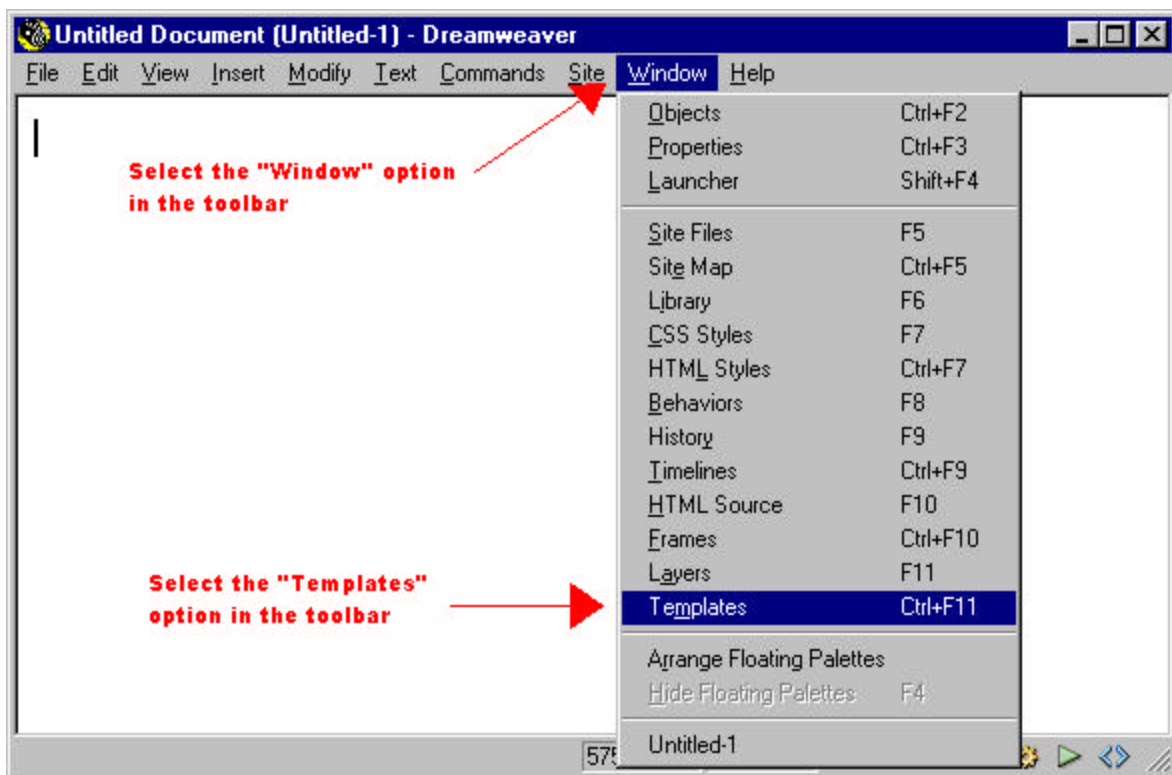 Untitled Document (Untitled-1) - Dreamweaver
File Edit View Insert Modify Text Commands Site Window Help
Select the "Window" option
in the toolbar
Objects Ctrl+F2
Properties Ctrl+F3
Launcher Shift+F4
Site Files F5
Site Map Ctrl+F5
Library F6
CSS Styles F7
HTML Styles Ctrl+F7
Behaviors F8
History F9
Timelines Ctrl+F9
HTML Source F10
Frames Ctrl+F10
Layers F11
Select the "Templates"
option in the toolbar
Templates Ctrl+F11
Arrange Floating Palettes
Hide Floating Palettes F4
Untitled-1